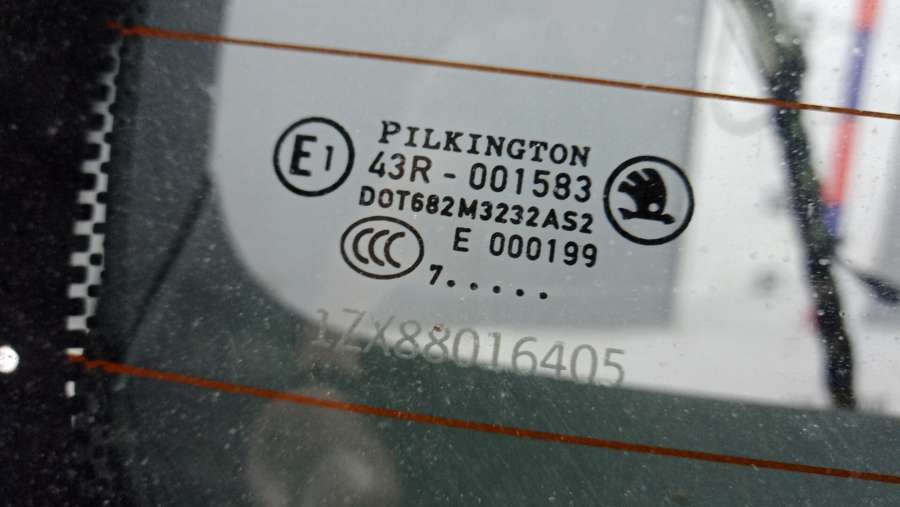 PILKINGTON
E1
43R - 001583
DOT682M3232AS2
CCC
E 000199
7.....
1ZX88016405